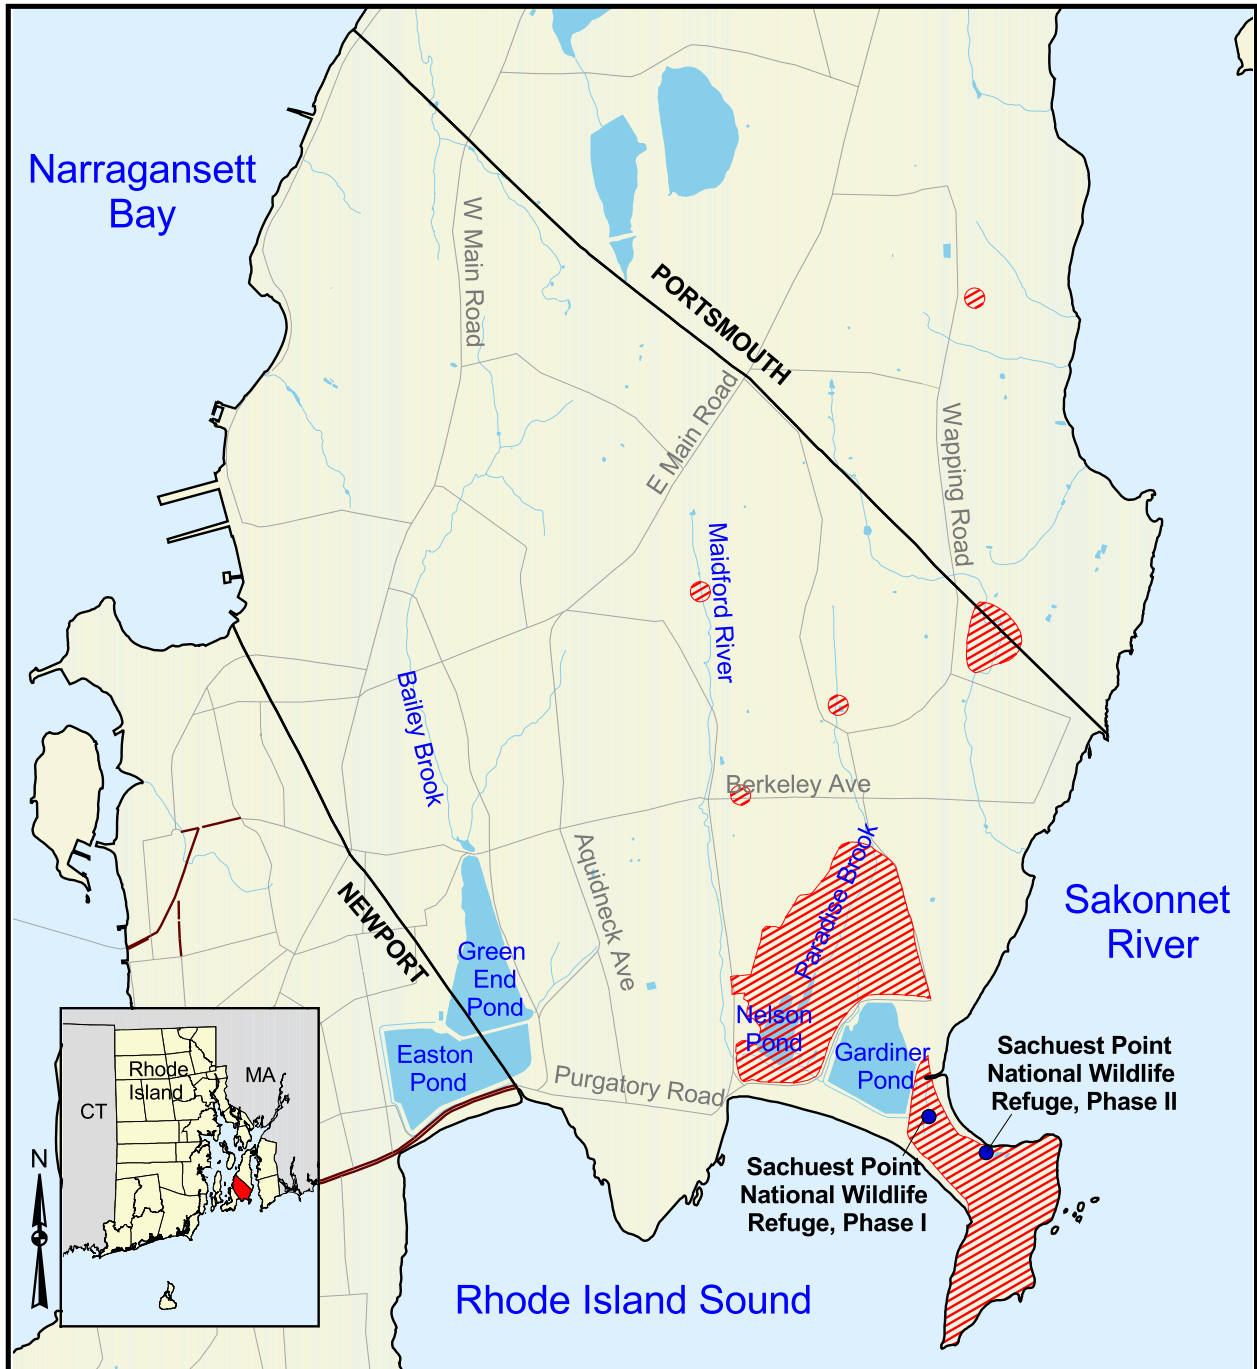 Narragansett
Bay
W Main Road
PORTSMOUTH
E Main Road
Wapping Road
Maidford River
Bailey Brook
Berkeley Ave
Paradise Brook
Aquidneck Ave
Sakonnet
River
NEWPORT
Green
End
Pond
Nelson
Pond
Easton
Pond
Gardiner
Pond
Purgatory Road
Sachuest Point
National Wildlife
Refuge, Phase II
Sachuest Point
National Wildlife
Refuge, Phase I
Rhode
Island
MA
CT
N
Rhode Island Sound